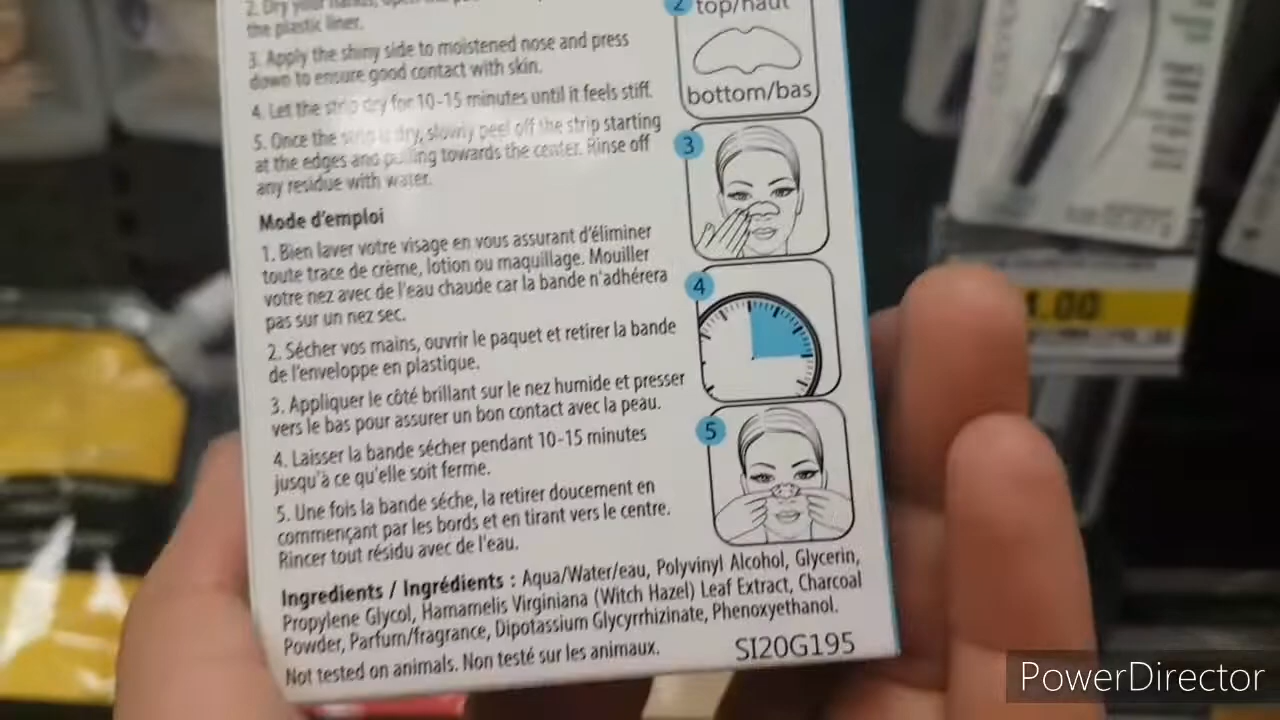 2. Dry your hands, open the
the plastic liner.
3. Apply the shiny side to moistened nose and press
down to ensure good contact with skin.
4. Let the strip dry for 10-15 minutes until it feels stiff.
5. Once the strip is dry, slowly peel off the strip starting
at the edges and pulling towards the center. Rinse off
any residue with water.
Mode d'emploi
1. Bien laver votre visage en vous assurant d'éliminer
toute trace de crème, lotion ou maquillage. Mouiller
votre nez avec de l'eau chaude car la bande n'adhérera
pas sur un nez sec.
2. Sécher vos mains, ouvrir le paquet et retirer la bande
de l'enveloppe en plastique.
3. Appliquer le côté brillant sur le nez humide et presser
vers le bas pour assurer un bon contact avec la peau.
4. Laisser la bande sécher pendant 10-15 minutes
jusqu'à ce qu'elle soit ferme.
5. Une fois la bande séche, la retirer doucement en
commençant par les bords et en tirant vers le centre.
Rincer tout résidu avec de l'eau.
Ingredients / Ingrédients : Aqua/Water/eau, Polyvinyl Alcohol, Glycerin,
Propylene Glycol, Hamamelis Virginiana (Witch Hazel) Leaf Extract, Charcoal
Powder, Parfum/fragrance, Dipotassium Glycyrrhizinate, Phenoxyethanol.
Not tested on animals. Non testé sur les animaux.
SI20G195
2 top/haut
bottom/bas
3
4
5
.00
PowerDirector